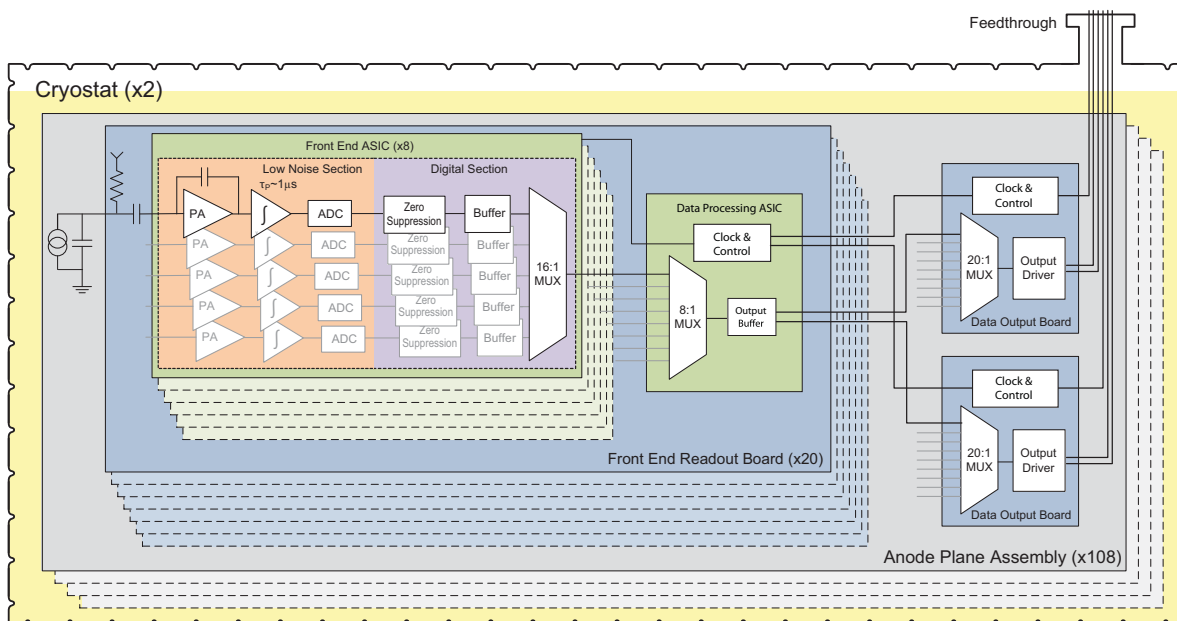 Feedthrough
Cryostat (x2)
Front End ASIC (x8)
Low Noise Section
τP~1μs
Digital Section
PA
∫
ADC
Zero
Suppression
Buffer
PA
∫
ADC
Zero
Suppression
Buffer
PA
∫
ADC
Zero
Suppression
Buffer
PA
∫
ADC
Zero
Suppression
Buffer
PA
∫
ADC
Zero
Suppression
Buffer
16:1
MUX
Data Processing ASIC
Clock &
Control
8:1
MUX
Output
Buffer
Front End Readout Board (x20)
Clock &
Control
20:1
MUX
Output
Driver
Data Output Board
Clock &
Control
20:1
MUX
Output
Driver
Data Output Board
Anode Plane Assembly (x108)